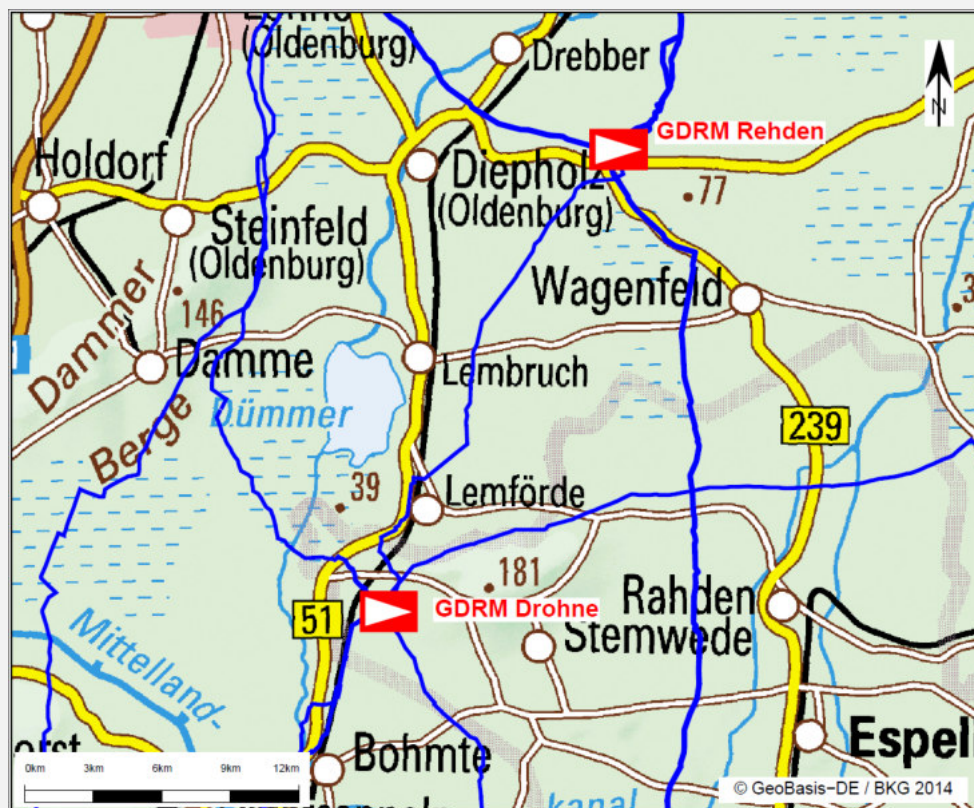 (Oldenburg)
Drebber
GDRM Rehden
N
Holdorf
Diepholz
(Oldenburg)
77
Steinfeld
(Oldenburg)
Wagenfeld
146
Dammer
Berge
Damme
Lembruch
Dümmer
239
39
Lemförde
181
GDRM Drohne
51
Rahden
Stemwede
Mittelland-
Bohmte
Espel
0km 3km 6km 9km 12km
kanal
© GeoBasis-DE / BKG 2014